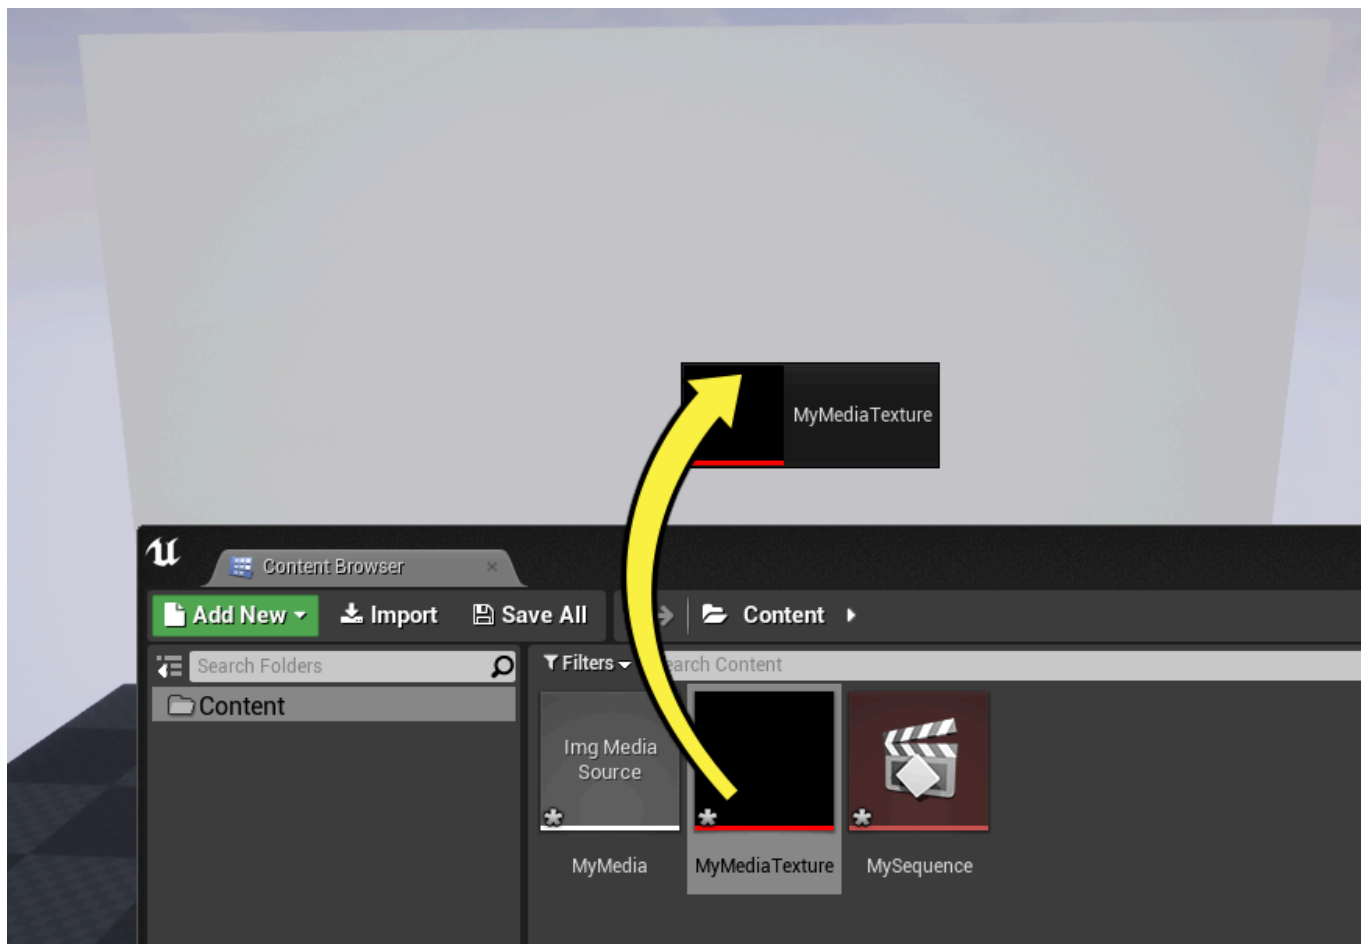 MyMediaTexture
Content Browser
Add New
Import
Save All
Content
Search Folders
Filters
Content
Content
Img Media
Source
MyMedia
MyMediaTexture
MySequence